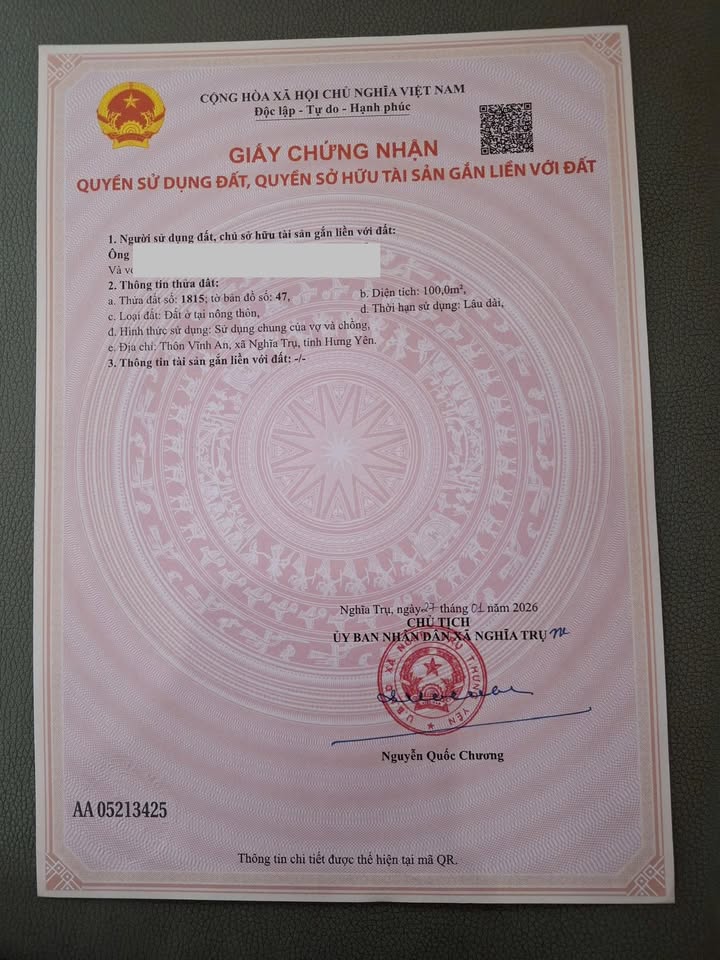 CỘNG HÒA XÃ HỘI CHỦ NGHĨA VIỆT NAM
Độc lập - Tự do - Hạnh phúc
GIẤY CHỨNG NHẬN
QUYỀN SỬ DỤNG ĐẤT, QUYỀN SỞ HỮU TÀI SẢN GẮN LIỀN VỚI ĐẤT
1. Người sử dụng đất, chủ sở hữu tài sản gắn liền với đất:
Ông
Và
2. Thông tin thửa đất:
a. Thửa đất số: 1815; tờ bản đồ số: 47, b. Diện tích: 100,0m²,
c. Loại đất: Đất ở tại nông thôn, d. Thời hạn sử dụng: Lâu dài,
đ. Hình thức sử dụng: Sử dụng chung của vợ và chồng,
e. Địa chỉ: Thôn Vĩnh An, xã Nghĩa Trụ, tỉnh Hưng Yên.
3. Thông tin tài sản gắn liền với đất: -/-
Nghĩa Trụ, ngày 27 tháng 01 năm 2026
CHỦ TỊCH
ỦY BAN NHÂN DÂN XÃ NGHĨA TRỤ
Nguyễn Quốc Chương
AA 05213425
Thông tin chi tiết được thể hiện tại mã QR.